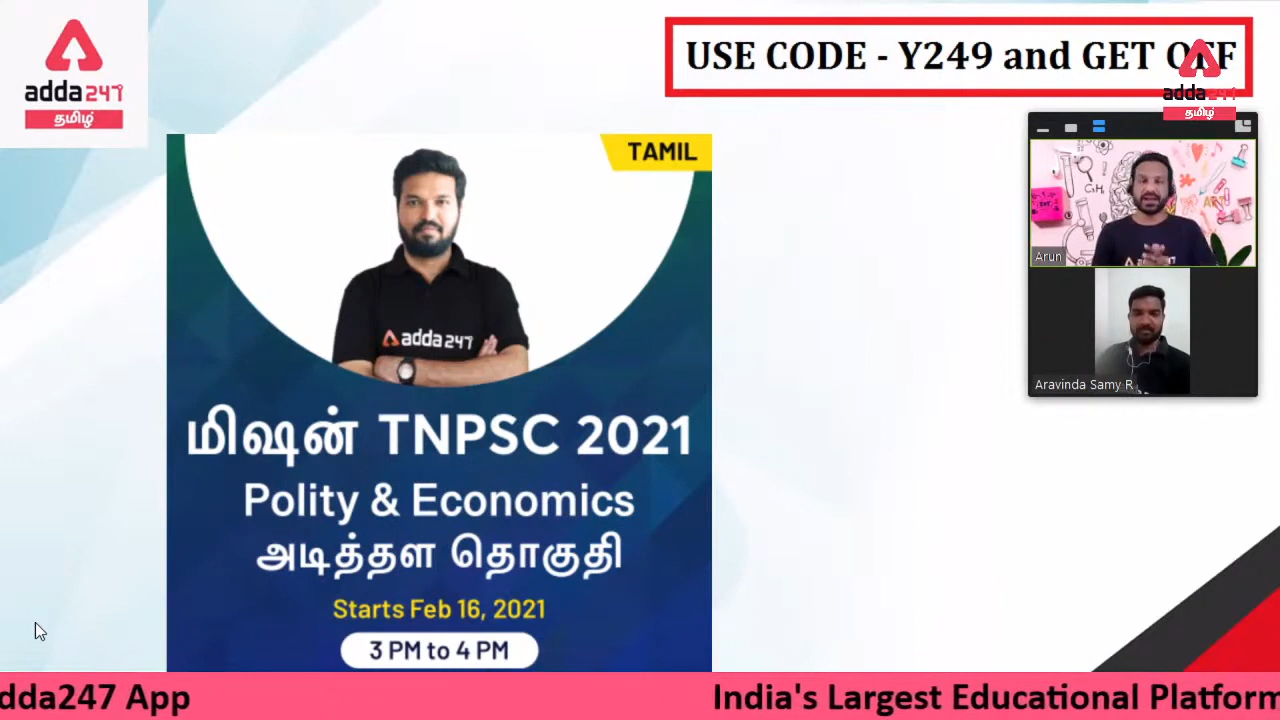 adda247
தமிழ்
USE CODE - Y249 and GET OFF
adda247
தமிழ்
TAMIL
adda247
Arun
Aravinda Samy R
மிஷன் TNPSC 2021
Polity & Economics
அடித்தள தொகுதி
Starts Feb 16, 2021
3 PM to 4 PM
dda247 App
India's Largest Educational Platform